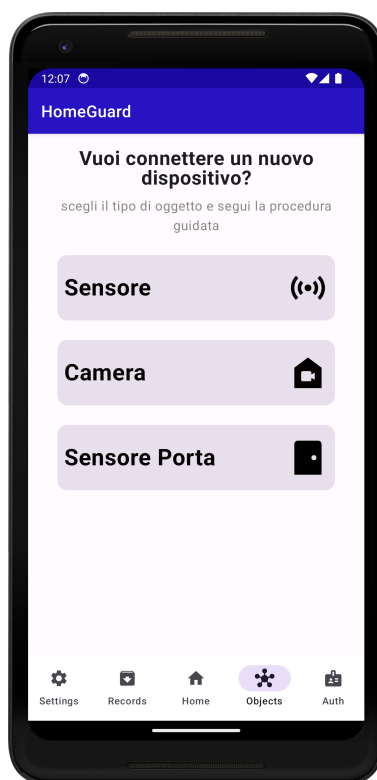 12:07
HomeGuard
Vuoi connettere un nuovo
dispositivo?
scegli il tipo di oggetto e segui la procedura
guidata
Sensore
Camera
Sensore Porta
Settings Records Home Objects Auth